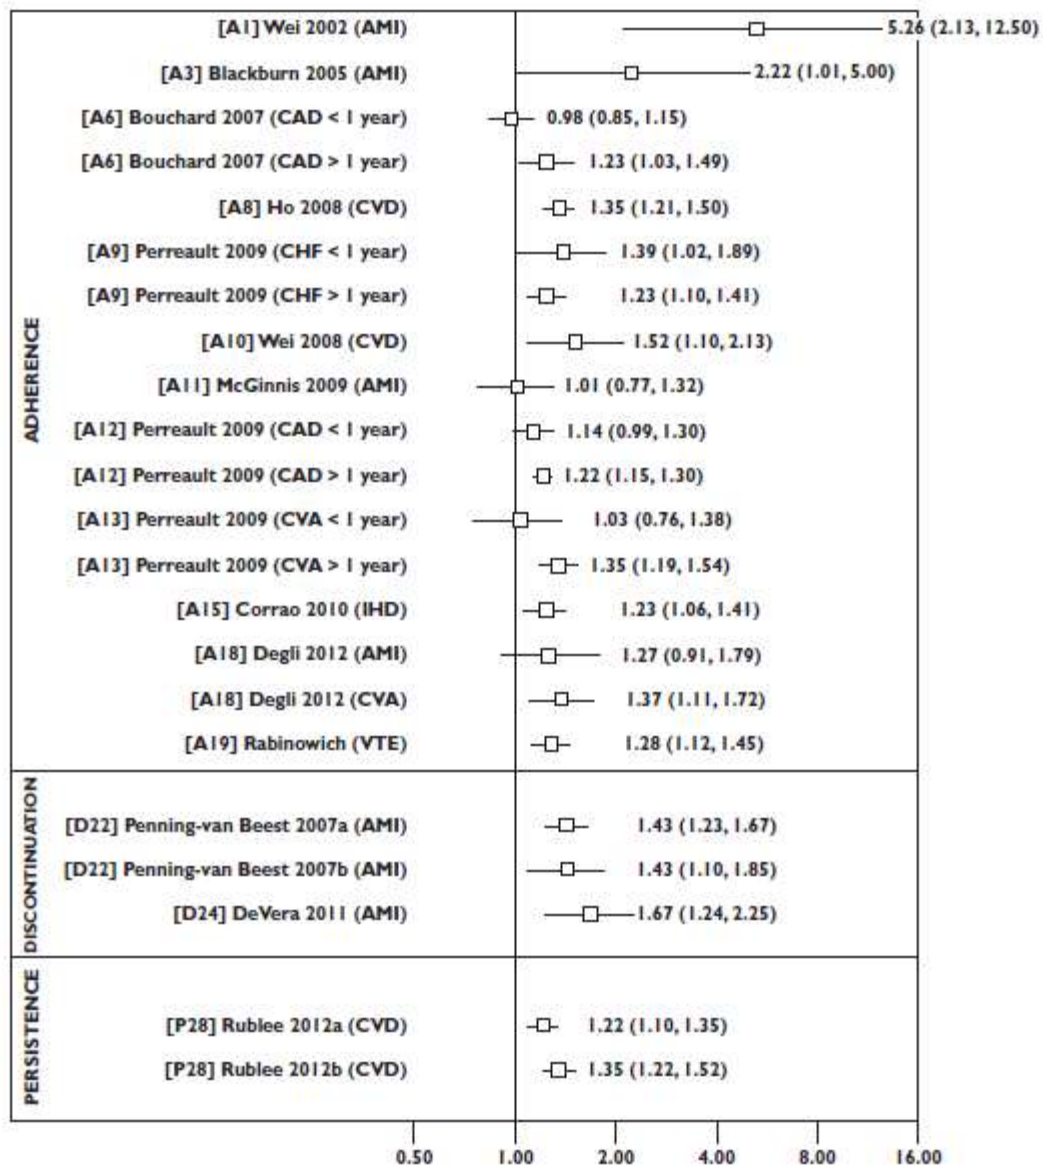 [A1] Wei 2002 (AMI) 5.26 (2.13, 12.50)
[A3] Blackburn 2005 (AMI) 2.22 (1.01, 5.00)
[A6] Bouchard 2007 (CAD < 1 year) 0.98 (0.85, 1.15)
[A6] Bouchard 2007 (CAD > 1 year) 1.23 (1.03, 1.49)
[A8] Ho 2008 (CVD) 1.35 (1.21, 1.50)
[A9] Perreault 2009 (CHF < 1 year) 1.39 (1.02, 1.89)
[A9] Perreault 2009 (CHF > 1 year) 1.23 (1.10, 1.41)
[A10] Wei 2008 (CVD) 1.52 (1.10, 2.13)
[A11] McGinnis 2009 (AMI) 1.01 (0.77, 1.32)
[A12] Perreault 2009 (CAD < 1 year) 1.14 (0.99, 1.30)
[A12] Perreault 2009 (CAD > 1 year) 1.22 (1.15, 1.30)
[A13] Perreault 2009 (CVA < 1 year) 1.03 (0.76, 1.38)
[A13] Perreault 2009 (CVA > 1 year) 1.35 (1.19, 1.54)
[A15] Corrao 2010 (IHD) 1.23 (1.06, 1.41)
[A18] Degli 2012 (AMI) 1.27 (0.91, 1.79)
[A18] Degli 2012 (CVA) 1.37 (1.11, 1.72)
[A19] Rabinowich (VTE) 1.28 (1.12, 1.45)
ADHERENCE
[D22] Penning-van Beest 2007a (AMI) 1.43 (1.23, 1.67)
[D22] Penning-van Beest 2007b (AMI) 1.43 (1.10, 1.85)
[D24] DeVera 2011 (AMI) 1.67 (1.24, 2.25)
DISCONTINUATION
[P28] Rublee 2012a (CVD) 1.22 (1.10, 1.35)
[P28] Rublee 2012b (CVD) 1.35 (1.22, 1.52)
PERSISTENCE
0.50 1.00 2.00 4.00 8.00 16.00